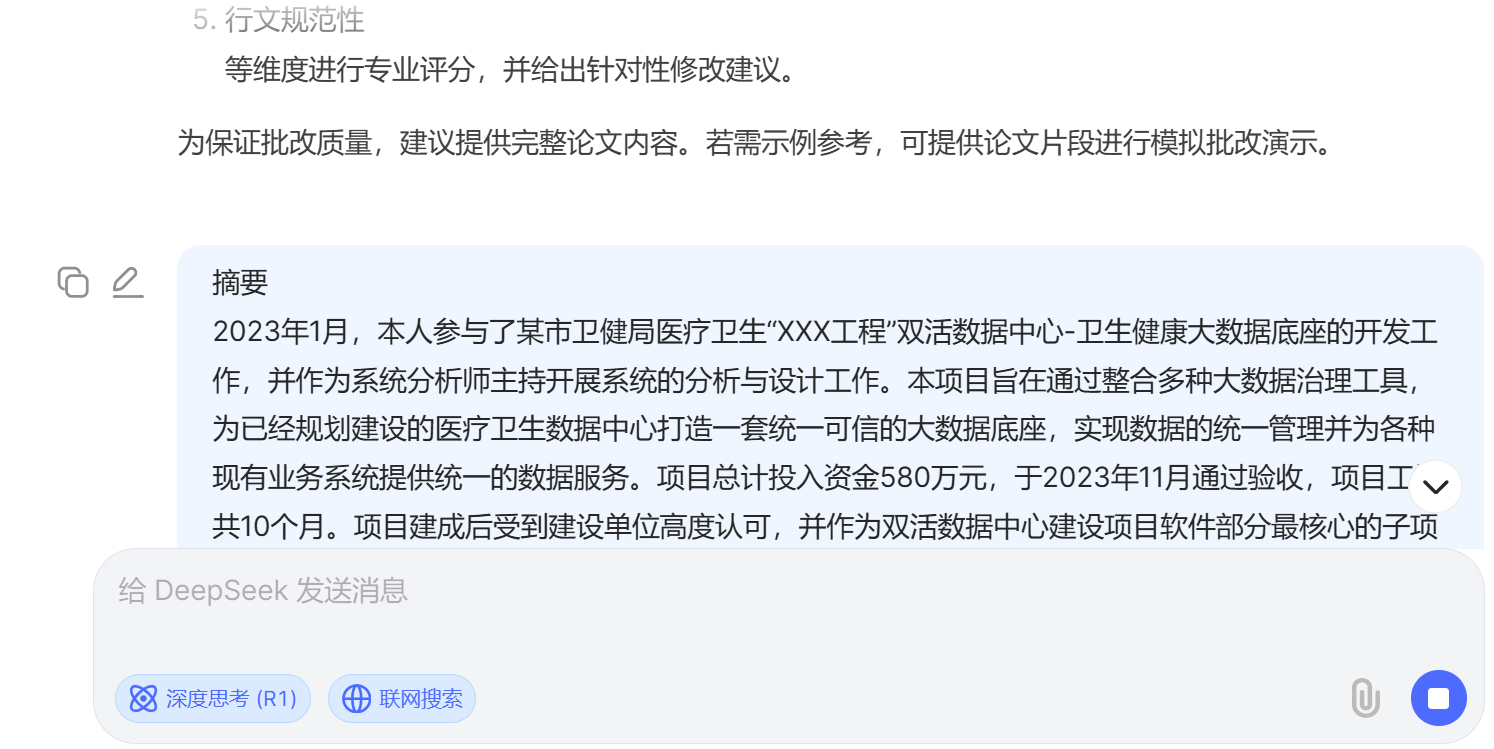 5. 行文规范性
等维度进行专业评分，并给出针对性修改建议。
为保证批改质量，建议提供完整论文内容。若需示例参考，可提供论文片段进行模拟批改演示。
摘要
2023年1月，本人参与了某市卫健局医疗卫生“XXX工程”双活数据中心-卫生健康大数据底座的开发工
作，并作为系统分析师主持开展系统的分析与设计工作。本项目旨在通过整合多种大数据治理工具，
为已经规划建设的医疗卫生数据中心打造一套统一可信的大数据底座，实现数据的统一管理并为各种
现有业务系统提供统一的数据服务。项目总计投入资金580万元，于2023年11月通过验收，项目工
共10个月。项目建成后受到建设单位高度认可，并作为双活数据中心建设项目软件部分最核心的子项
给 DeepSeek 发送消息
深度思考 (R1) 联网搜索